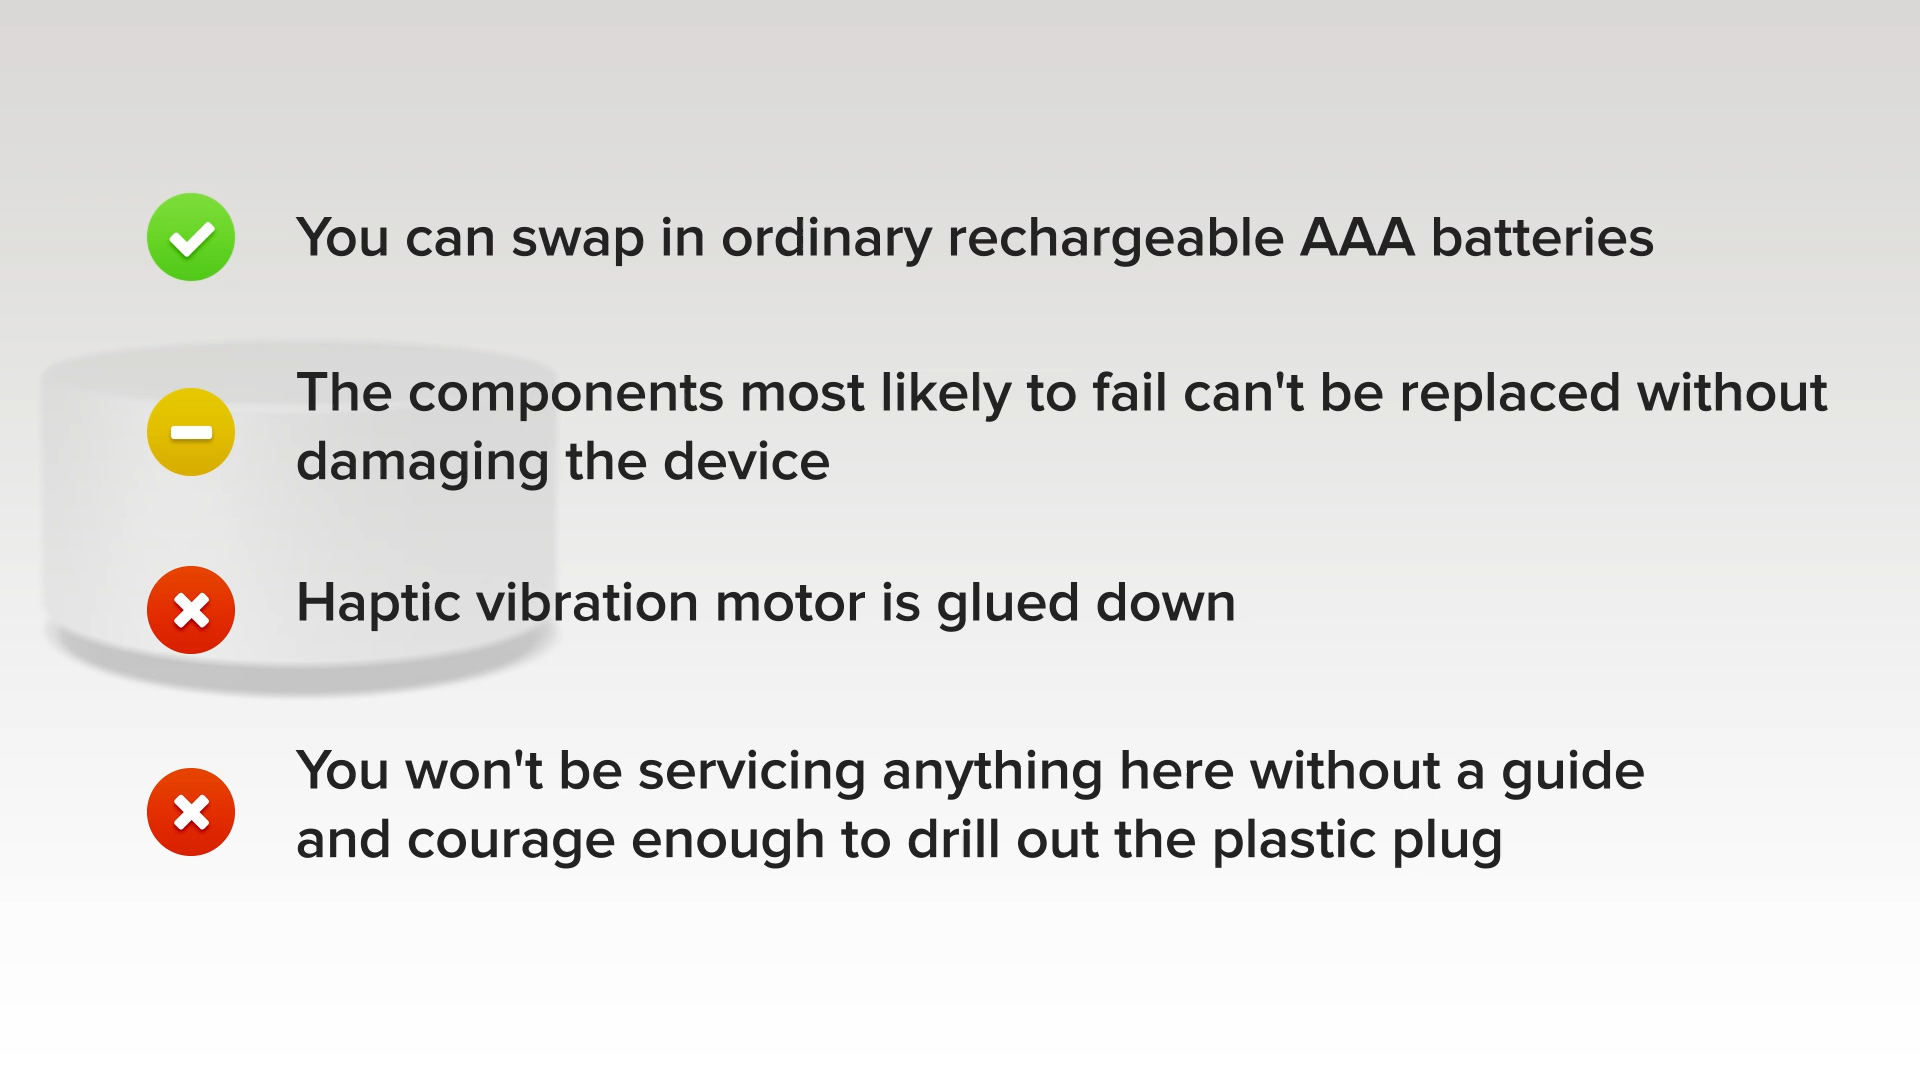 You can swap in ordinary rechargeable AAA batteries
The components most likely to fail can't be replaced without
damaging the device
Haptic vibration motor is glued down
You won't be servicing anything here without a guide
and courage enough to drill out the plastic plug